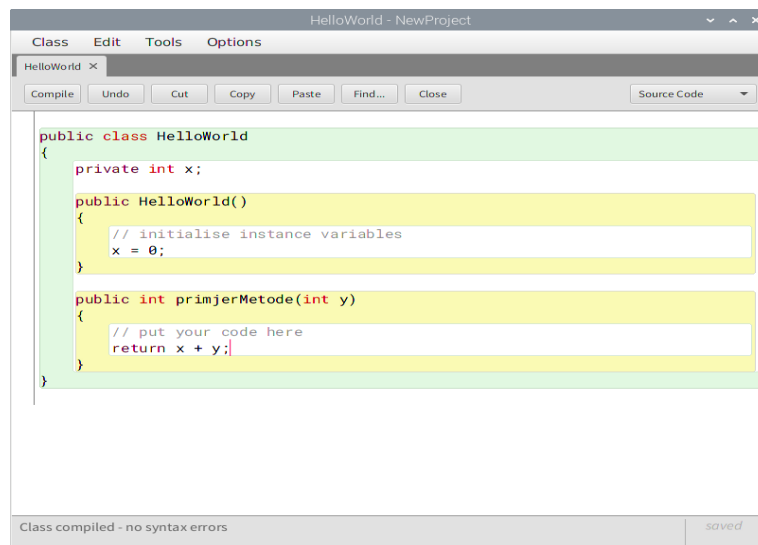 HelloWorld - NewProject
Class Edit Tools Options
HelloWorld ×
Compile Undo Cut Copy Paste Find... Close Source Code
public class HelloWorld
{
private int x;
public HelloWorld()
{
// initialise instance variables
x = 0;
}
public int primjerMetode(int y)
{
// put your code here
return x + y;
}
}
Class compiled - no syntax errors saved